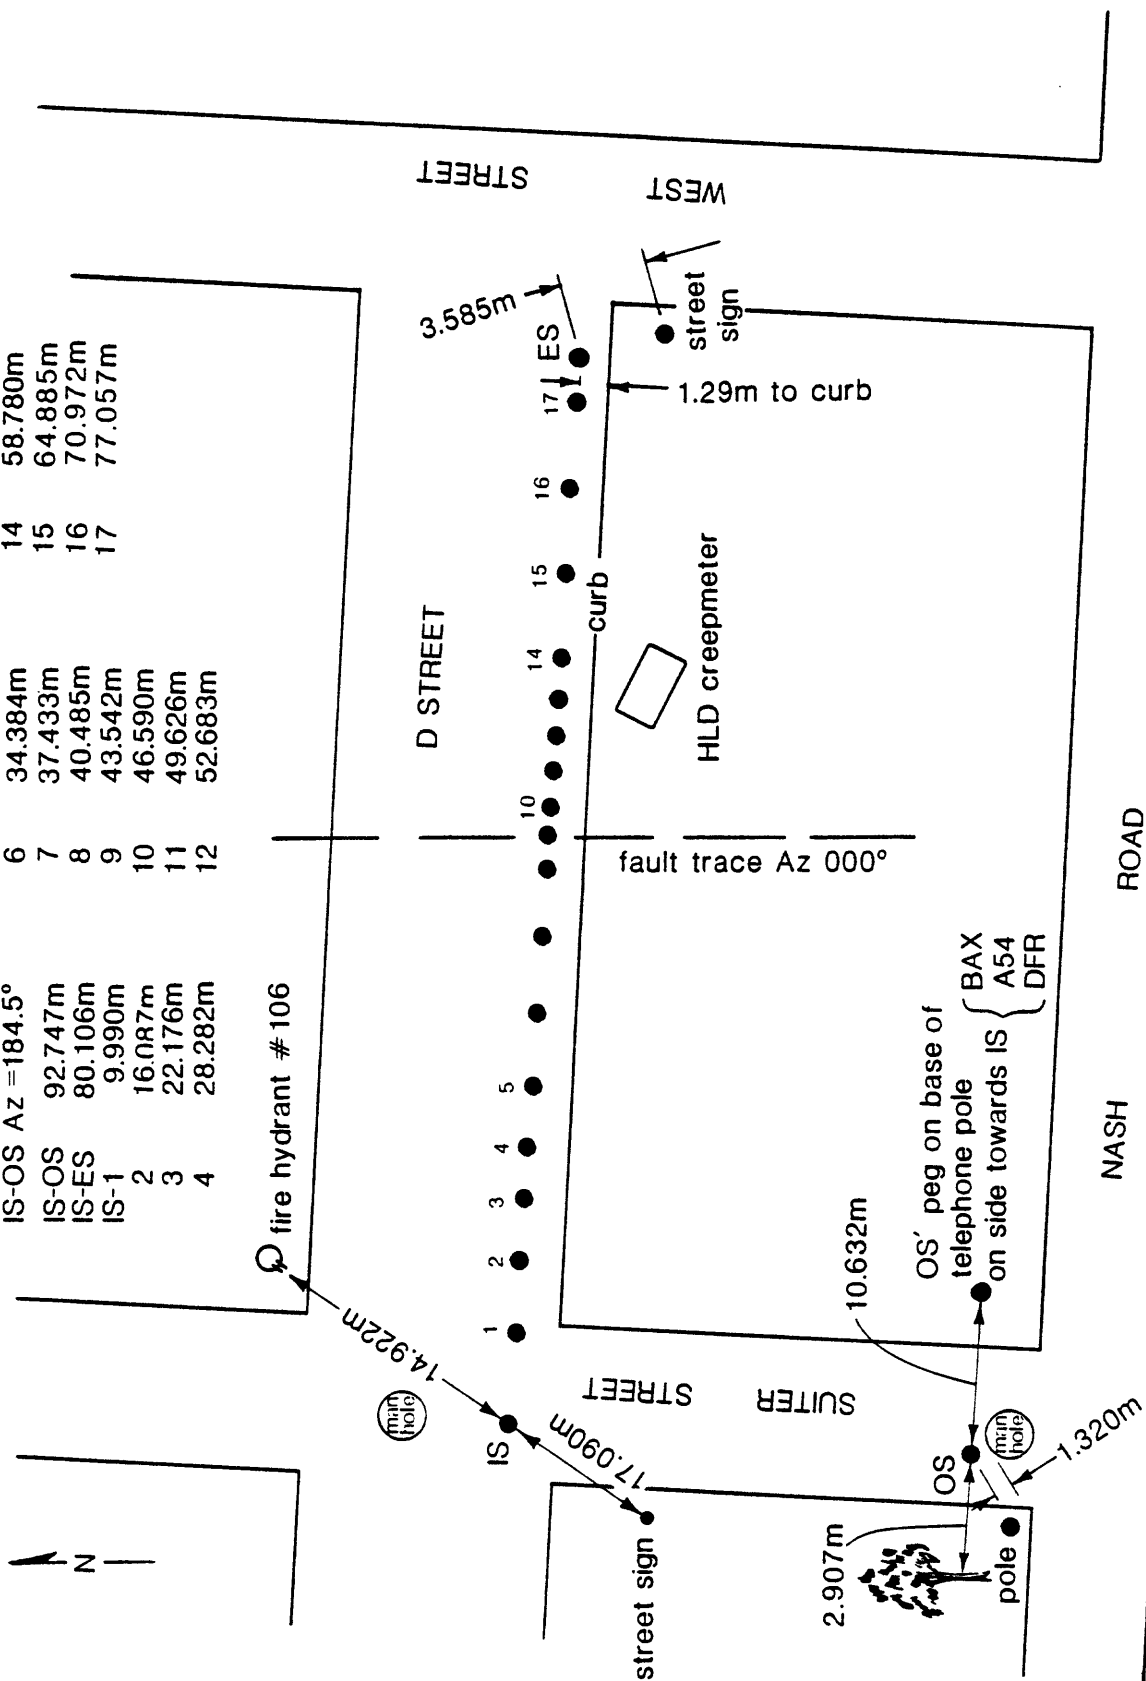 IS-OS Az =184.5°
IS-OS 92.747m
IS-ES 80.106m
IS-1 9.990m
2 16.087m
3 22.176m
4 28.282m
6 34.384m
7 37.433m
8 40.485m
9 43.542m
10 46.590m
11 49.626m
12 52.683m
14 58.780m
15 64.885m
16 70.972m
17 77.057m
N
fire hydrant #106
14.922m
man
hole
IS
17.090m
street sign
D STREET
1
2
3
4
5
10
14
15
16
17
ES
3.585m
WEST STREET
street
sign
1.29m to curb
curb
HLD creepmeter
fault trace Az 000°
SUITER STREET
10.632m
OS' peg on base of
telephone pole
on side towards IS
BAX
A54
DFR
OS
man
hole
1.320m
2.907m
pole
NASH ROAD